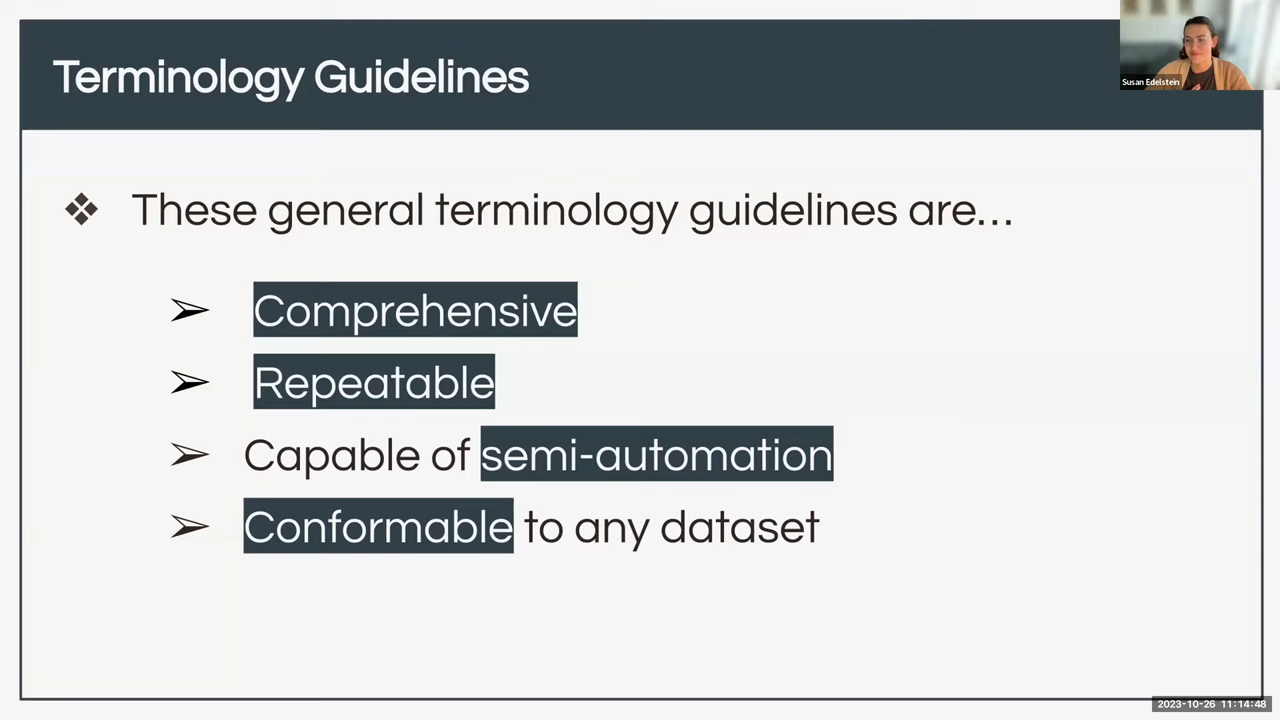 Terminology Guidelines
Susan Edelstein
❖ These general terminology guidelines are…
➢ Comprehensive
➢ Repeatable
➢ Capable of semi-automation
➢ Conformable to any dataset
2023-10-26 11:14:48